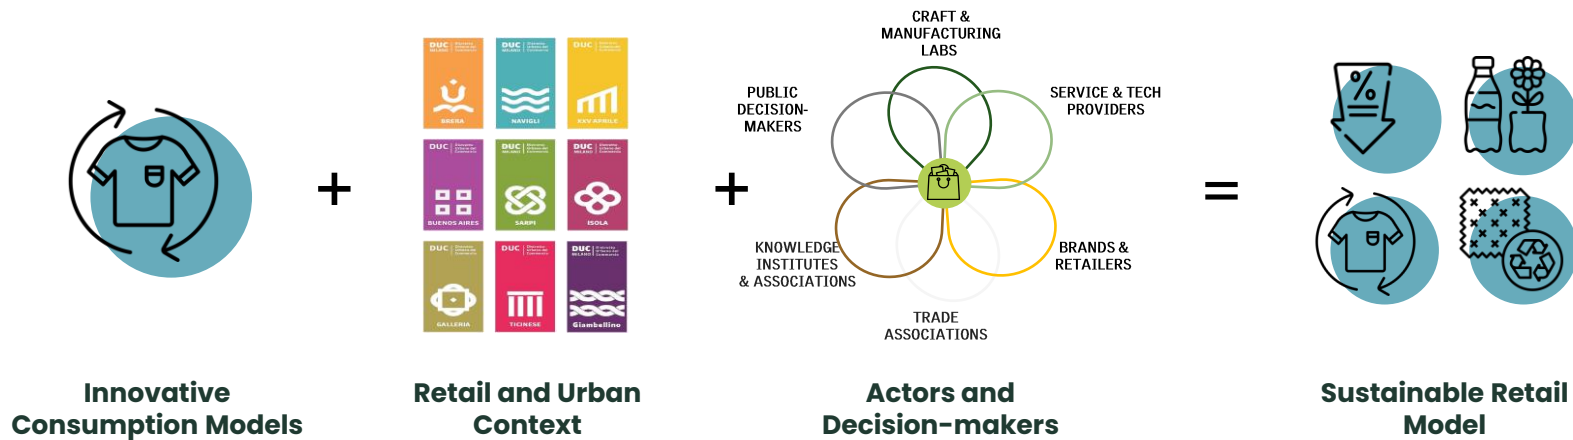 CRAFT &
MANUFACTURING
LABS
PUBLIC
DECISION-
MAKERS
SERVICE & TECH
PROVIDERS
KNOWLEDGE
INSTITUTES
& ASSOCIATIONS
BRANDS &
RETAILERS
TRADE
ASSOCIATIONS
DUC
BRERA
DUC
NAVIGLI
DUC
XXV APRILE
DUC
BUENOS AIRES
DUC
SARPI
DUC
ISOLA
DUC
GALLERIA
DUC
TICINESE
DUC
MILANO
Giambellino
%
+
+
=
Innovative
Consumption Models
Retail and Urban
Context
Actors and
Decision-makers
Sustainable Retail
Model